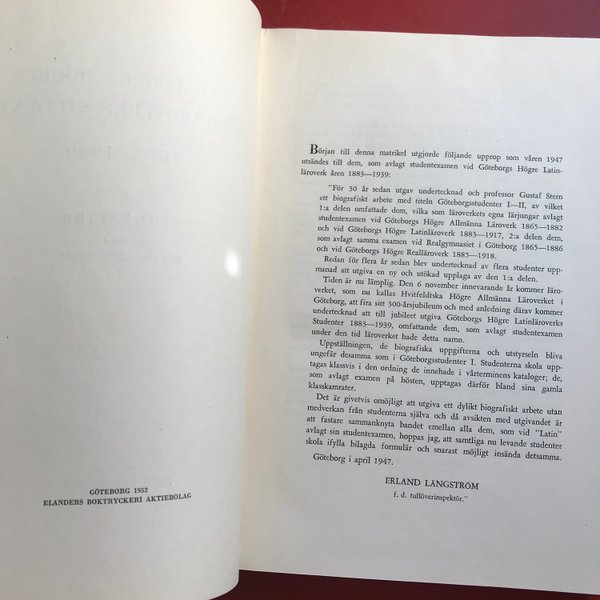 GÖTEBORG 1952
ELANDERS BOKTRYCKERI AKTIEBOLAG
Början till denna matrikel utgjorde följande upprop som våren 1947
utsändes till dem, som avlagt studentexamen vid Göteborgs Högre Latin-
läroverk åren 1883—1939:
"För 30 år sedan utgav undertecknad och professor Gustaf Stern
ett biografiskt arbete med titeln Göteborgsstudenter I—II, av vilket
1:a delen omfattade dem, vilka som läroverkets egna lärjungar avlagt
studentexamen vid Göteborgs Högre Allmänna Läroverk 1865—1882
och vid Göteborgs Högre Latinläroverk 1883—1917, 2:a delen dem,
som avlagt samma examen vid Realgymnasiet i Göteborg 1865—1886
och vid Göteborgs Högre Realläroverk 1885—1918.
Redan för flera år sedan blev undertecknad av flera studenter upp-
manad att utgiva en ny och utökad upplaga av den 1:a delen.
Tiden är nu lämplig. Den 6 november innevarande år kommer läro-
verket, som nu kallas Hvitfeldtska Högre Allmänna Läroverket i
Göteborg, att fira sitt 300-årsjubileum och med anledning därav kommer
undertecknad att till jubileet utgiva Göteborgs Högre Latinläroverks
Studenter 1883—1939, omfattande dem, som avlagt studentexamen
under den tid läroverket hade detta namn.
Uppställningen, de biografiska uppgifterna och utstyrseln bliva
ungefär desamma som i Göteborgsstudenter I. Studenterna skola upp-
tagas klassvis i den ordning de innehade i vårterminens kataloger; de,
som avlagt examen på hösten, upptagas därför bland sina gamla
klasskamrater.
Det är givetvis omöjligt att utgiva ett dylikt biografiskt arbete utan
medverkan från studenterna själva och då avsikten med utgivandet är
att fastare sammanknyta bandet emellan alla dem, som vid "Latin"
avlagt sin studentexamen, hoppas jag, att samtliga nu levande studenter
skola ifylla bilagda formulär och snarast möjligt insända detsamma.
Göteborg i april 1947.
ERLAND LÅNGSTRÖM
f. d. tullöverinspektör."